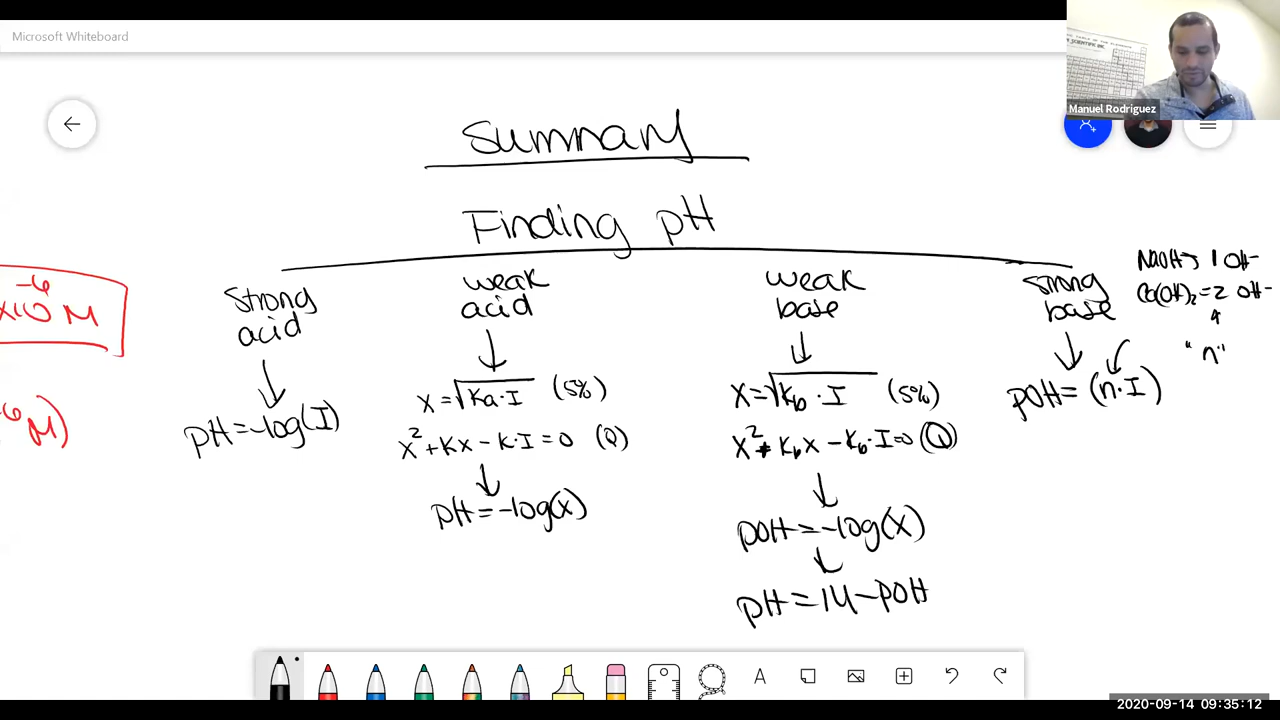 Microsoft Whiteboard
Manuel Rodriguez
Summary
Finding pH
x10^-6 M
M)
strong acid
pH=-log(I)
weak acid
x=√Ka·I (5%)
x²+Kx-K·I=0 (Q)
pH=-log(x)
weak base
x=√Kb·I (5%)
x²+Kbx-Kb·I=0 (Q)
pOH=-log(x)
pH=14-pOH
strong base
pOH=(n·I)
NaOH→ 1 OH-
Ca(OH)₂=2 OH-
"n"
A
2020-09-14 09:35:12